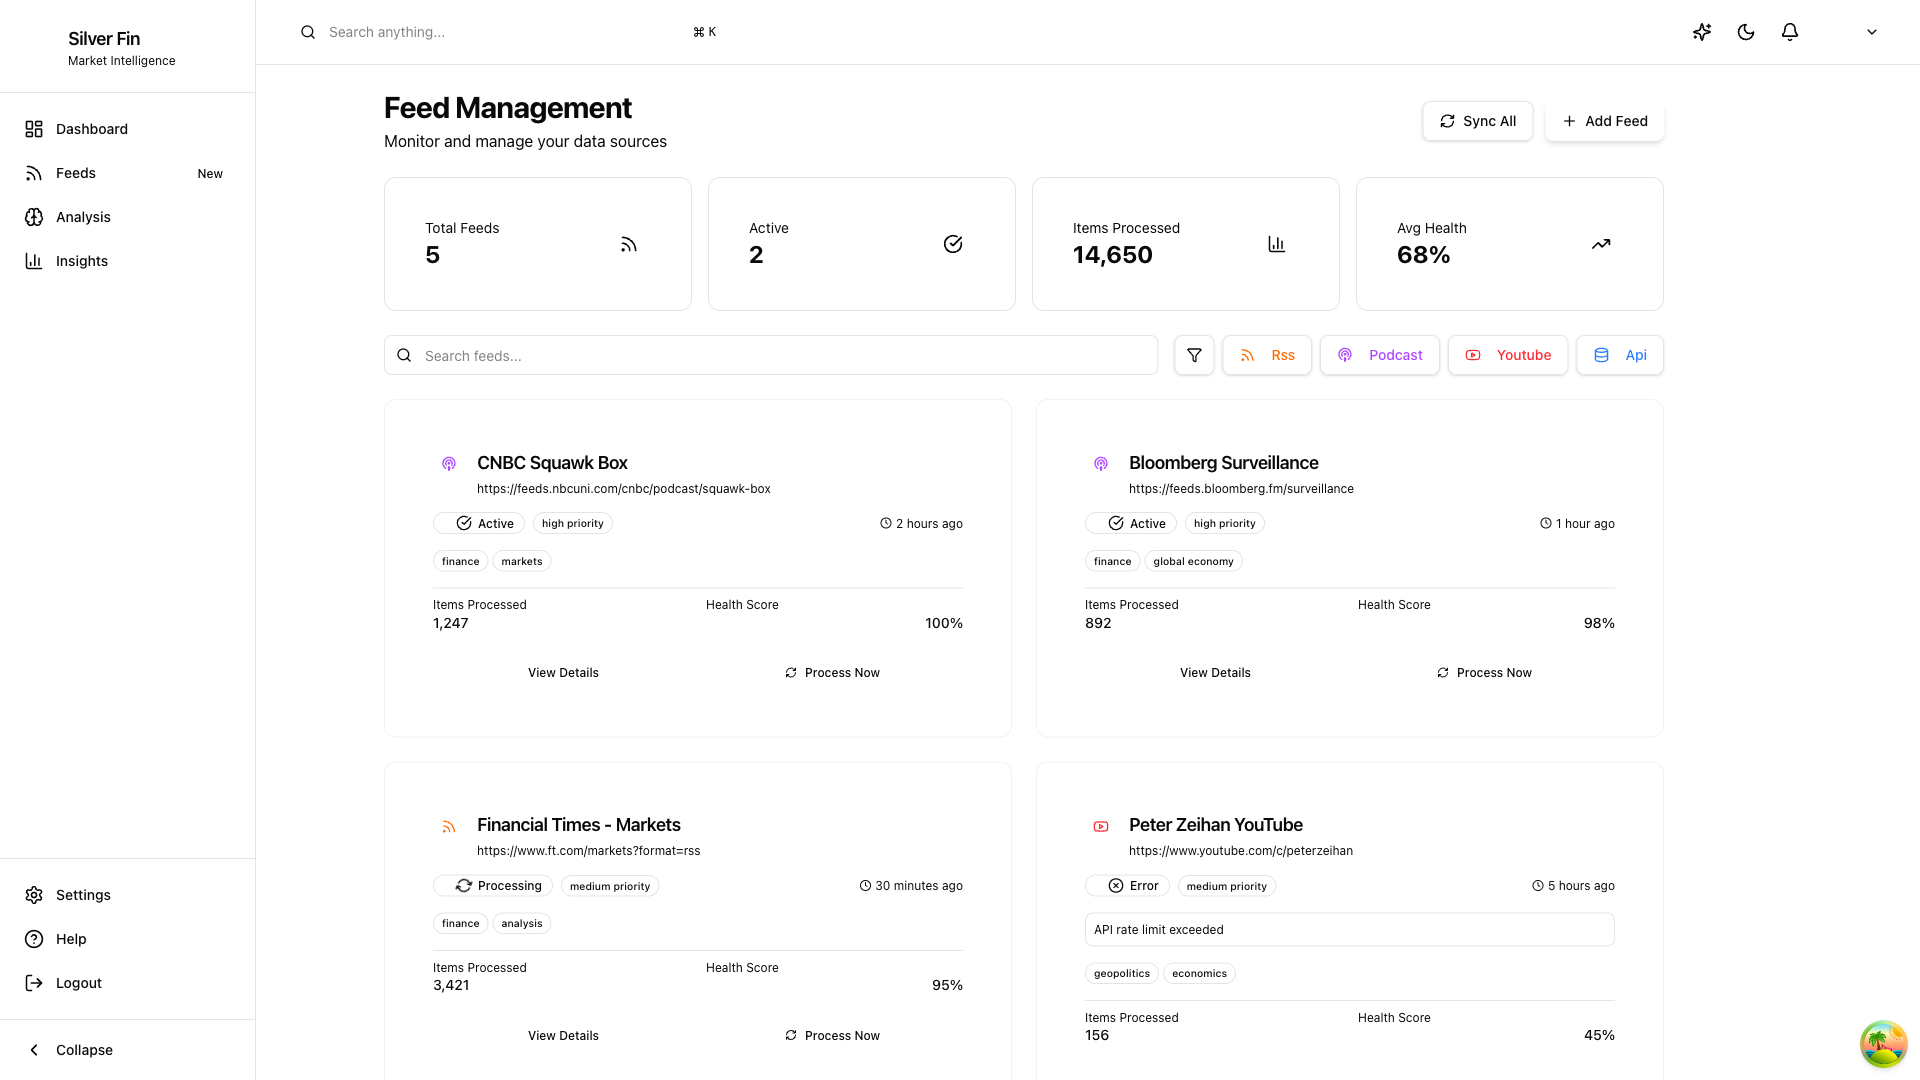 Silver Fin
Market Intelligence
Search anything...
⌘ K
Dashboard
Feeds
New
Analysis
Insights
Settings
Help
Logout
Collapse
Feed Management
Monitor and manage your data sources
Sync All
Add Feed
Total Feeds
5
Active
2
Items Processed
14,650
Avg Health
68%
Search feeds...
Rss
Podcast
Youtube
Api
CNBC Squawk Box
https://feeds.nbcuni.com/cnbc/podcast/squawk-box
Active
high priority
2 hours ago
finance
markets
Items Processed
1,247
Health Score
100%
View Details
Process Now
Bloomberg Surveillance
https://feeds.bloomberg.fm/surveillance
Active
high priority
1 hour ago
finance
global economy
Items Processed
892
Health Score
98%
View Details
Process Now
Financial Times - Markets
https://www.ft.com/markets?format=rss
Processing
medium priority
30 minutes ago
finance
analysis
Items Processed
3,421
Health Score
95%
View Details
Process Now
Peter Zeihan YouTube
https://www.youtube.com/c/peterzeihan
Error
medium priority
5 hours ago
API rate limit exceeded
geopolitics
economics
Items Processed
156
Health Score
45%